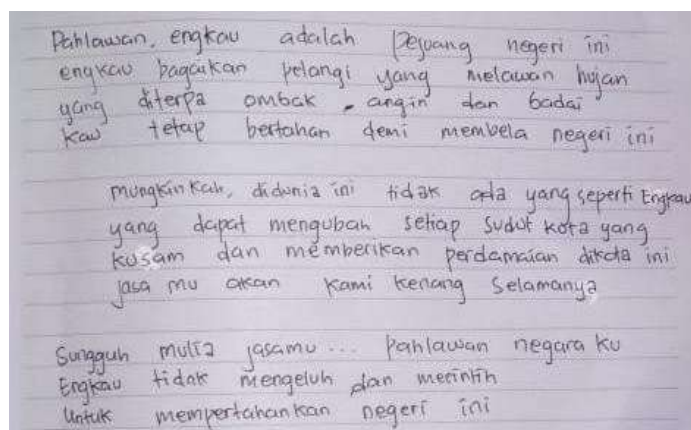 Pahlawan, engkau adalah pejuang negeri ini
engkau bagaikan pelangi yang melawan hujan
yang diterpa ombak, angin dan badai
Kau tetap bertahan demi membela negeri ini
mungkinkah, didunia ini tidak ada yang seperti Engkau
yang dapat mengubah setiap sudut kota yang
kusam dan memberikan perdamaian dikota ini
jasa mu akan kami kenang selamanya
Sungguh mulia jasamu... Pahlawan negara ku
Engkau tidak mengeluh dan merintih
Untuk mempertahankan negeri ini